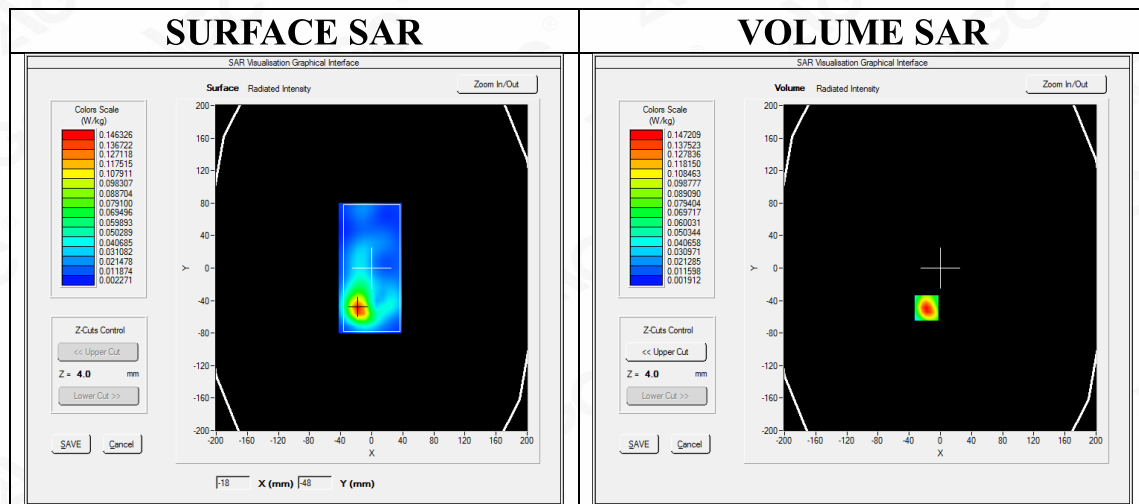 SURFACE SAR
SAR Visualisation Graphical Interface
Surface Radiated Intensity
Zoom In/Out
Colors Scale
(W/kg)
0.146326
0.136722
0.127118
0.117515
0.107911
0.098307
0.088704
0.079100
0.069496
0.059893
0.050289
0.040685
0.031082
0.021478
0.011874
0.002271
Z-Cuts Control
<< Upper Cut
Z = 4.0 mm
Lower Cut >>
SAVE Cancel
200
160
120
80
40
0
-40
-80
-120
-160
-200
Y
-200 -160 -120 -80 -40 0 40 80 120 160 200
X
-18 X (mm) -48 Y (mm)
VOLUME SAR
SAR Visualisation Graphical Interface
Volume Radiated Intensity
Zoom In/Out
Colors Scale
(W/kg)
0.147209
0.137523
0.127836
0.118150
0.108463
0.098777
0.089090
0.079404
0.069717
0.060031
0.050344
0.040658
0.030971
0.021285
0.011598
0.001912
Z-Cuts Control
<< Upper Cut
Z = 4.0 mm
Lower Cut >>
SAVE Cancel
200
160
120
80
40
0
-40
-80
-120
-160
-200
Y
-200 -160 -120 -80 -40 0 40 80 120 160 200
X